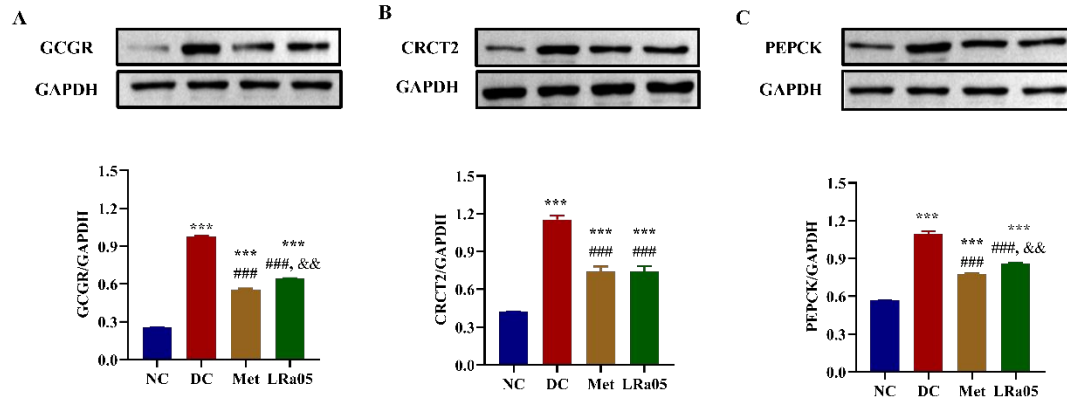 A
GCGR
GAPDH
GCGR/GAPDH
1.5
1.2
0.9
0.6
0.3
0.0
***
***
###
***
###, &&
NC DC Met LRa05
B
CRCT2
GAPDH
CRCT2/GAPDH
1.5
1.2
0.9
0.6
0.3
0.0
***
***
###
***
###
NC DC Met LRa05
C
PEPCK
GAPDH
PEPCK/GAPDH
1.5
1.2
0.9
0.6
0.3
0.0
***
***
###
***
###, &&
NC DC Met LRa05